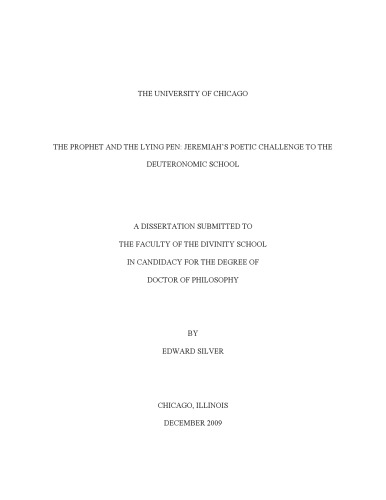 THE UNIVERSITY OF CHICAGO
THE PROPHET AND THE LYING PEN: JEREMIAH'S POETIC CHALLENGE TO THE
DEUTERONOMIC SCHOOL
A DISSERTATION SUBMITTED TO
THE FACULTY OF THE DIVINITY SCHOOL
IN CANDIDACY FOR THE DEGREE OF
DOCTOR OF PHILOSOPHY
BY
EDWARD SILVER
CHICAGO, ILLINOIS
DECEMBER 2009